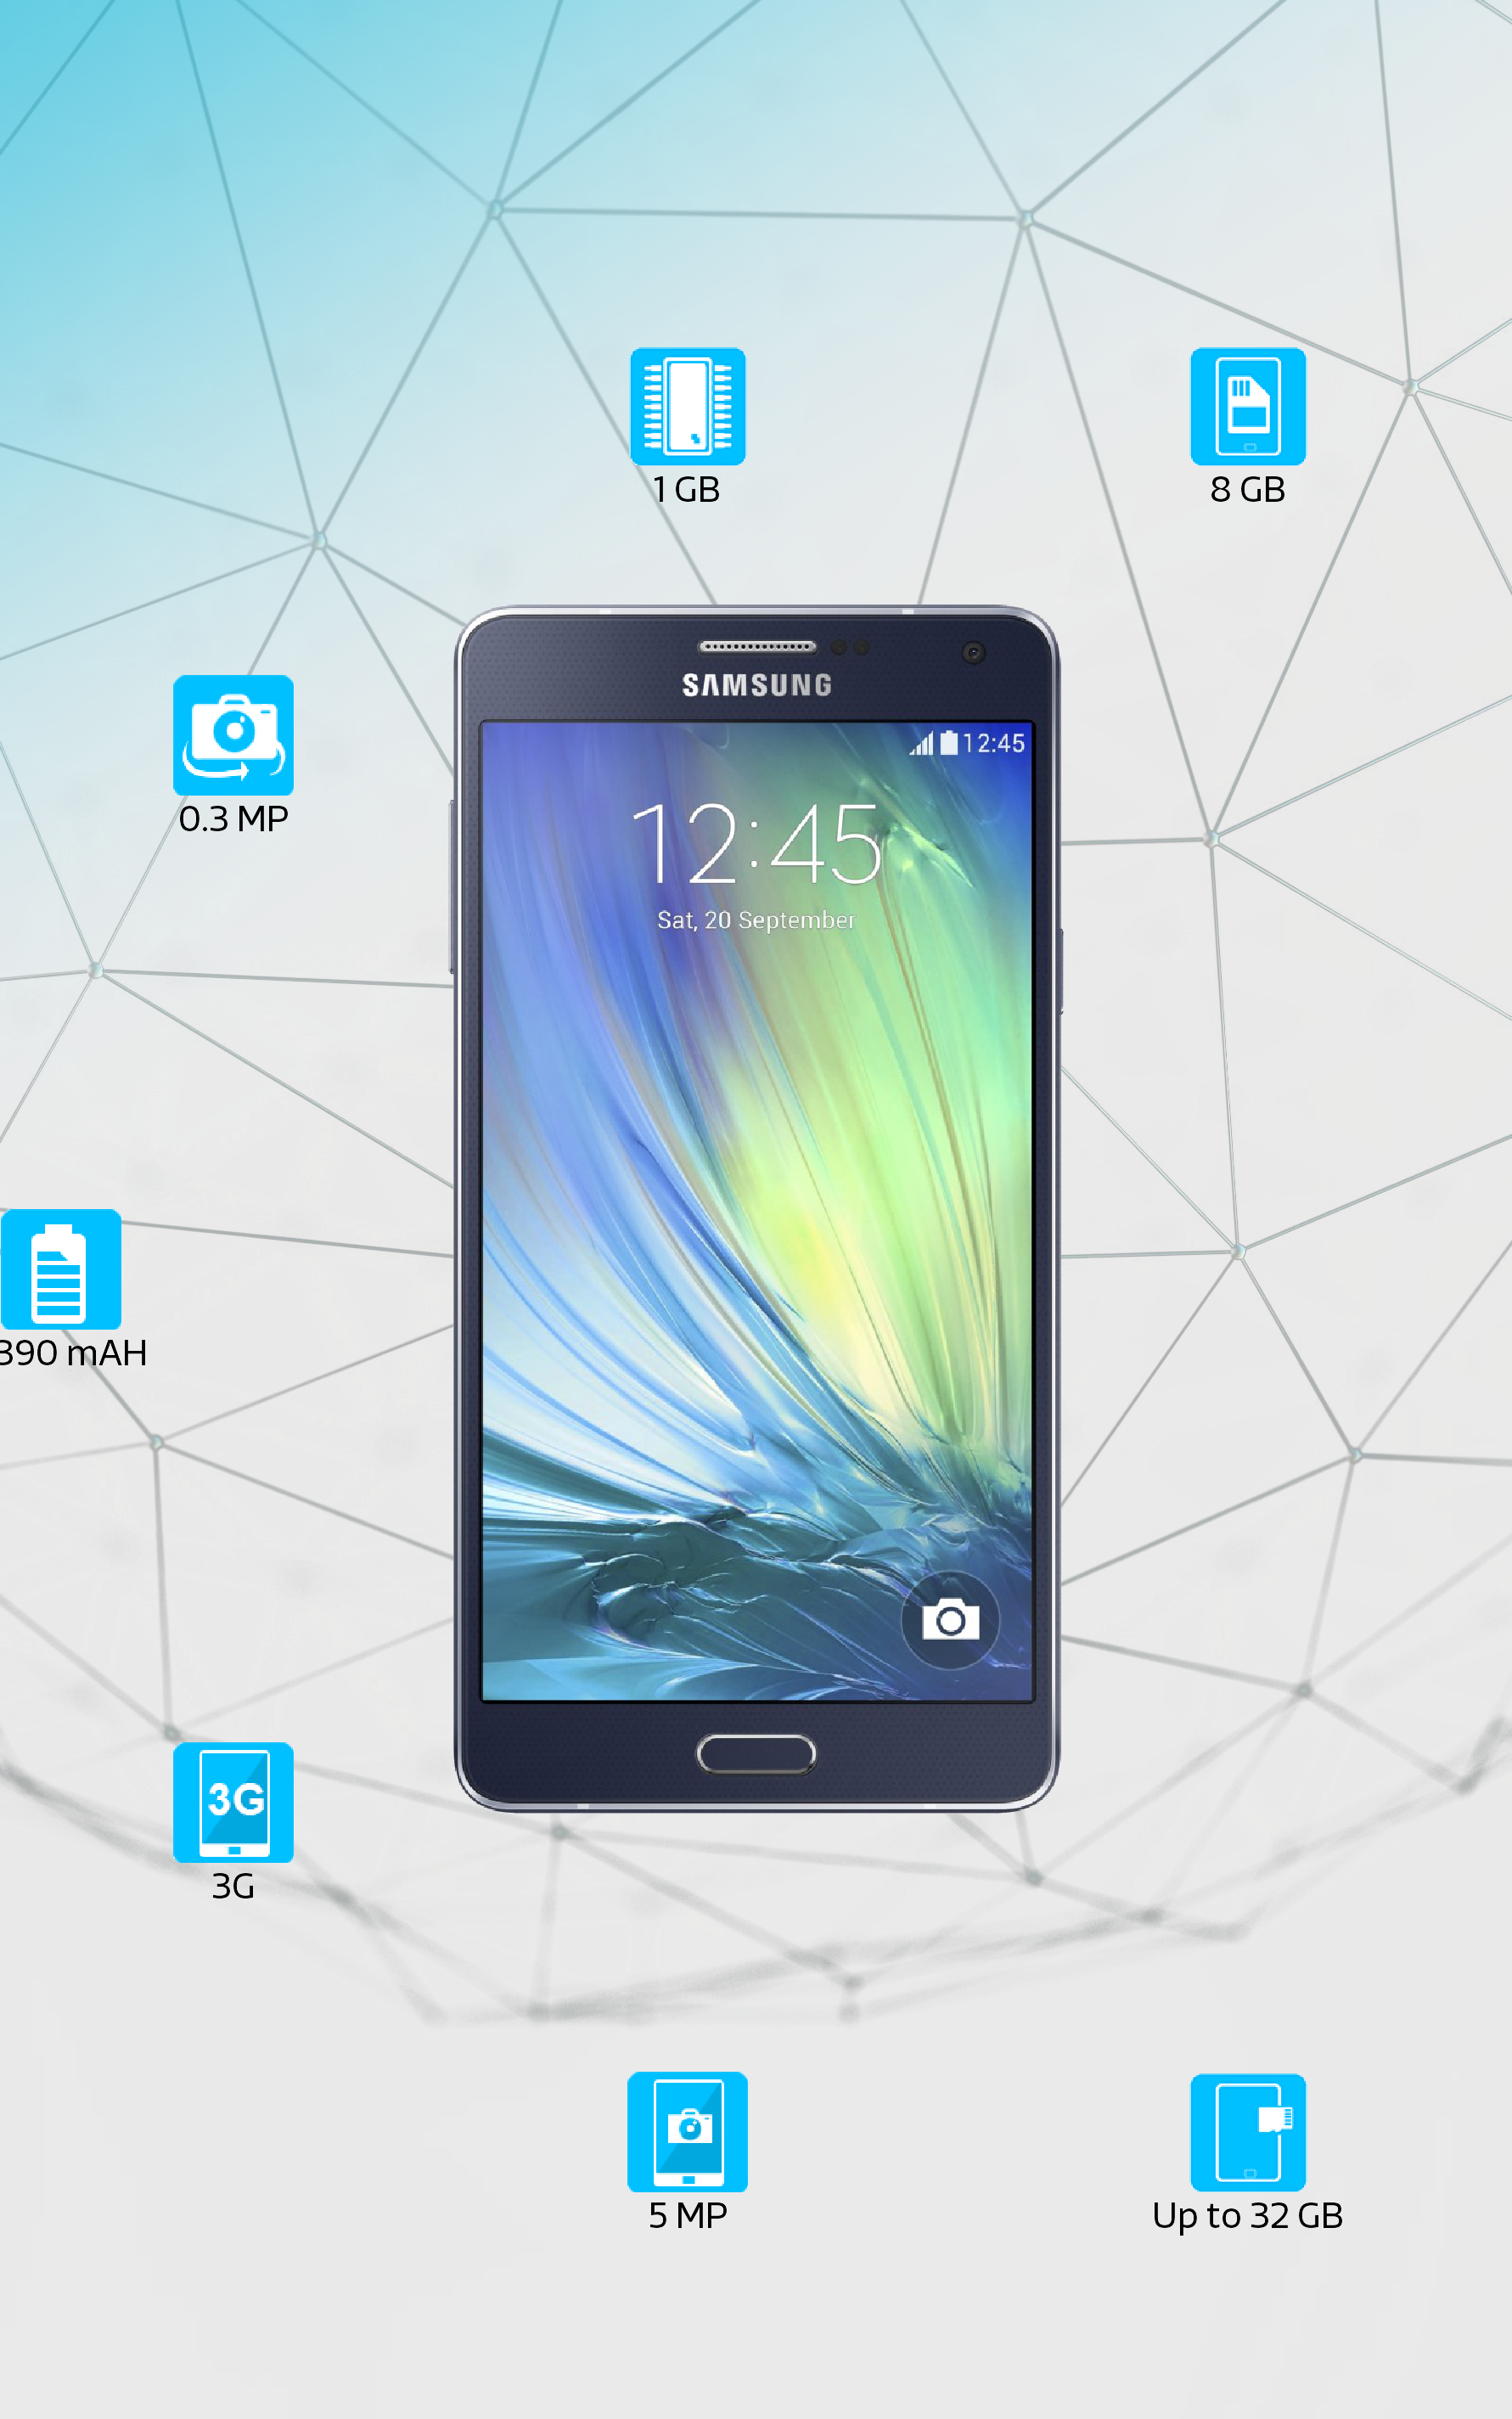 1 GB
8 GB
SAMSUNG
12:45
0.3 MP
12:45
Sat, 20 September
390 mAH
3G
3G
5 MP
Up to 32 GB